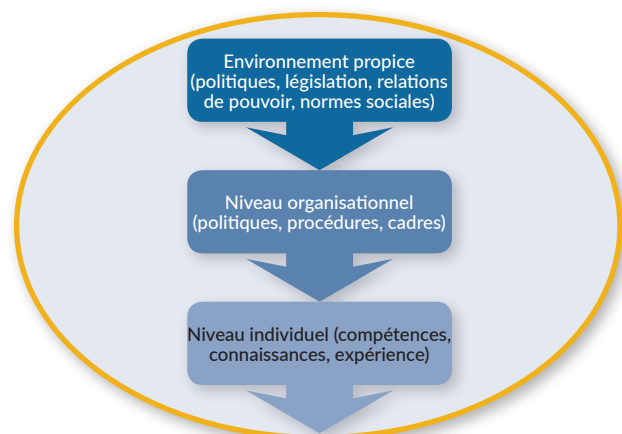 Environnement propice
(politiques, législation, relations
de pouvoir, normes sociales)
Niveau organisationnel
(politiques, procédures, cadres)
Niveau individuel (compétences,
connaissances, expérience)